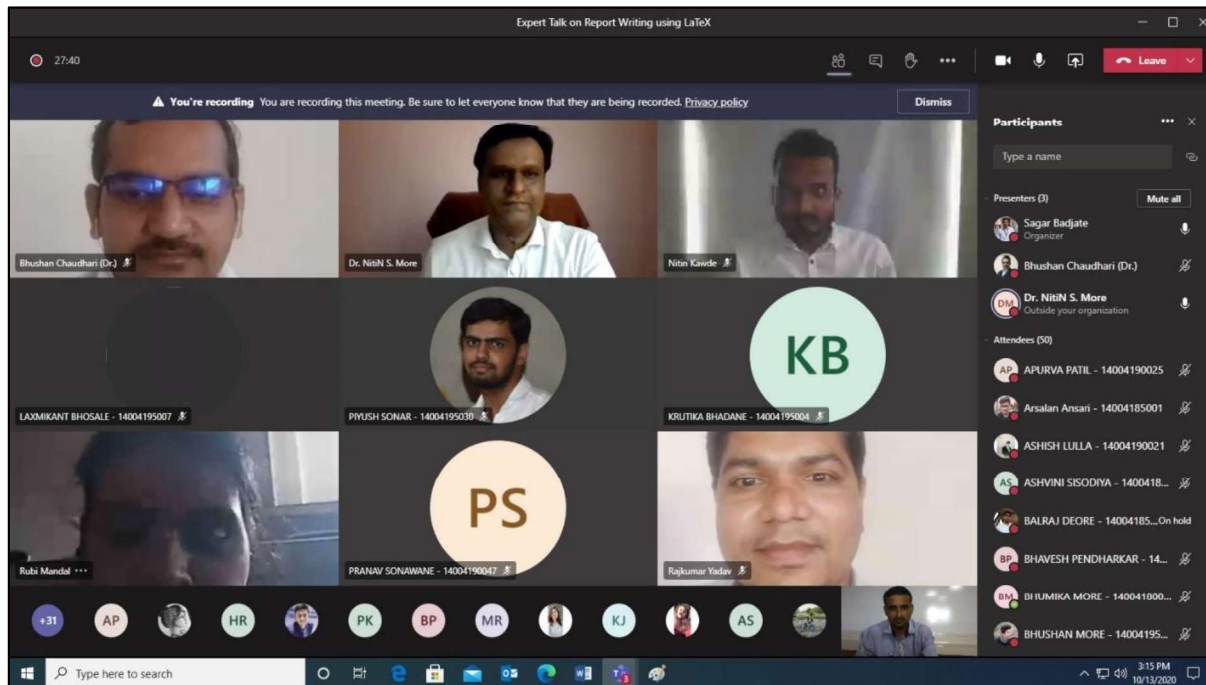 Expert Talk on Report Writing using LaTeX
27:40
Leave
You're recording You are recording this meeting. Be sure to let everyone know that they are being recorded. Privacy policy
Dismiss
Bhushan Chaudhari (Dr.)
Dr. NitiN S. More
Nitin Kawde
LAXMIKANT BHOSALE - 14004195007
PIYUSH SONAR - 14004195030
KB
KRUTIKA BHADANE - 14004195004
Rubi Mandal
PS
PRANAV SONAWANE - 14004190047
Rajkumar Yadav
+31 AP HR PK BP MR KJ AS
Participants
Type a name
Presenters (3) Mute all
Sagar Badjate
Organizer
Bhushan Chaudhari (Dr.)
DM Dr. NitiN S. More
Outside your organization
Attendees (50)
AP APURVA PATIL - 14004190025
Arsalan Ansari - 14004185001
ASHISH LULLA - 14004190021
AS ASHVINI SISODIYA - 1400418...
BALRAJ DEORE - 14004185... On hold
BP BHAVESH PENDHARKAR - 14...
BM BHUMIKA MORE - 140041000...
BHUSHAN MORE - 14004195...
Type here to search
3:15 PM
10/13/2020